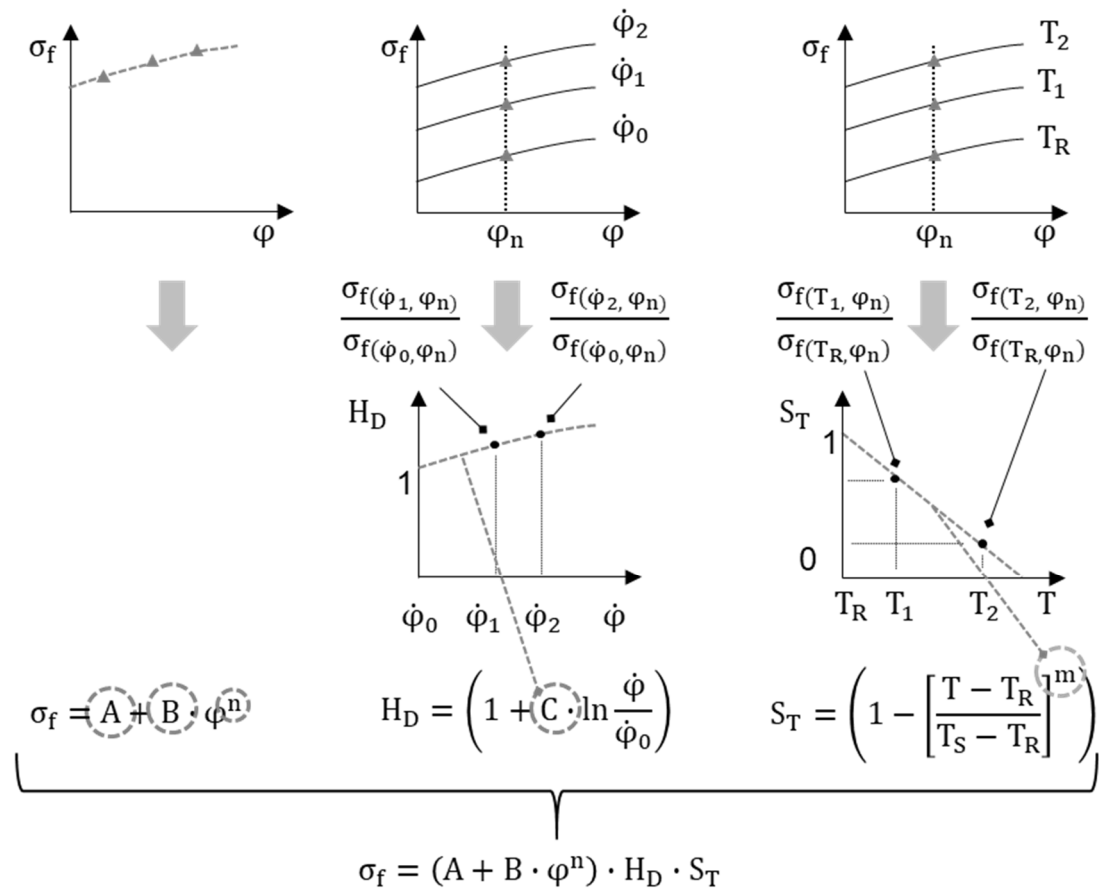 σf
φ
σf
φ̇2
φ̇1
φ̇0
φn
φ
σf
T2
T1
TR
φn
φ
σf(φ̇1, φn)
σf(φ̇0,φn)
σf(φ̇2, φn)
σf(φ̇0,φn)
σf(T1, φn)
σf(TR,φn)
σf(T2, φn)
σf(TR,φn)
HD
1
φ̇0 φ̇1 φ̇2 φ̇
ST
1
0
TR T1 T2 T
σf = A + B · φ^n
HD = (1 + C · ln φ̇/φ̇0)
ST = (1 − [(T − TR)/(TS − TR)]^m)
σf = (A + B · φ^n) · HD · ST